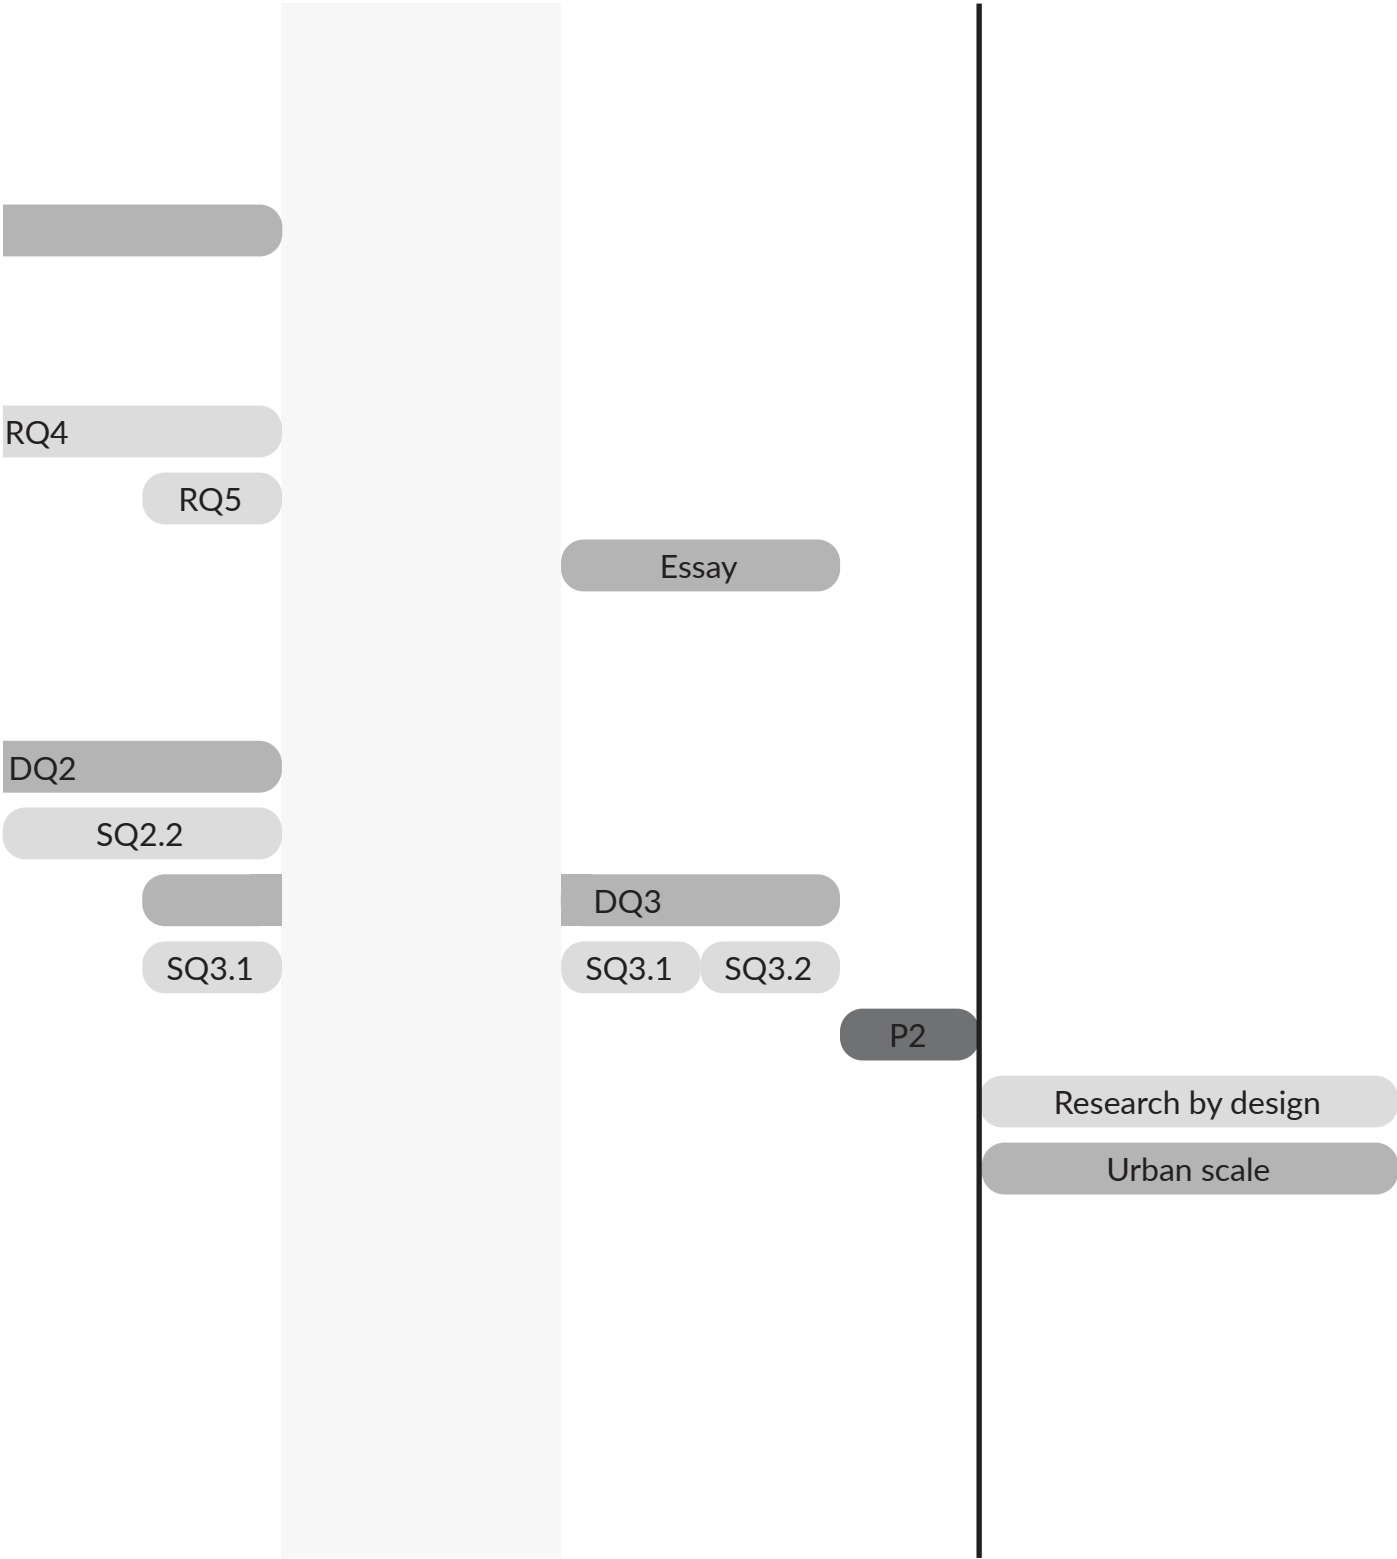 RQ4
RQ5
Essay
DQ2
SQ2.2
DQ3
SQ3.1
SQ3.1
SQ3.2
P2
Research by design
Urban scale